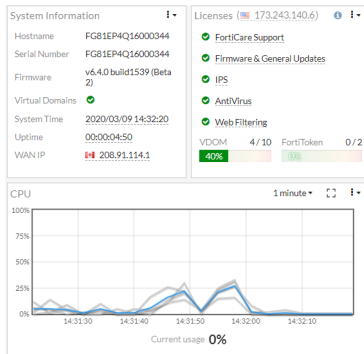 System Information
Hostname FG81EP4Q16000344
Serial Number FG81EP4Q16000344
Firmware v6.4.0 build1539 (Beta
2)
Virtual Domains
System Time 2020/03/09 14:32:20
Uptime 00:00:04:50
WAN IP 208.91.114.1
Licenses ( 173.243.140.6)
FortiCare Support
Firmware & General Updates
IPS
AntiVirus
Web Filtering
VDOM 4 / 10 FortiToken 0 / 2
40% 0%
CPU 1 minute
100%
75%
50%
25%
0%
14:31:30 14:31:40 14:31:50 14:32:00 14:32:10
Current usage 0%